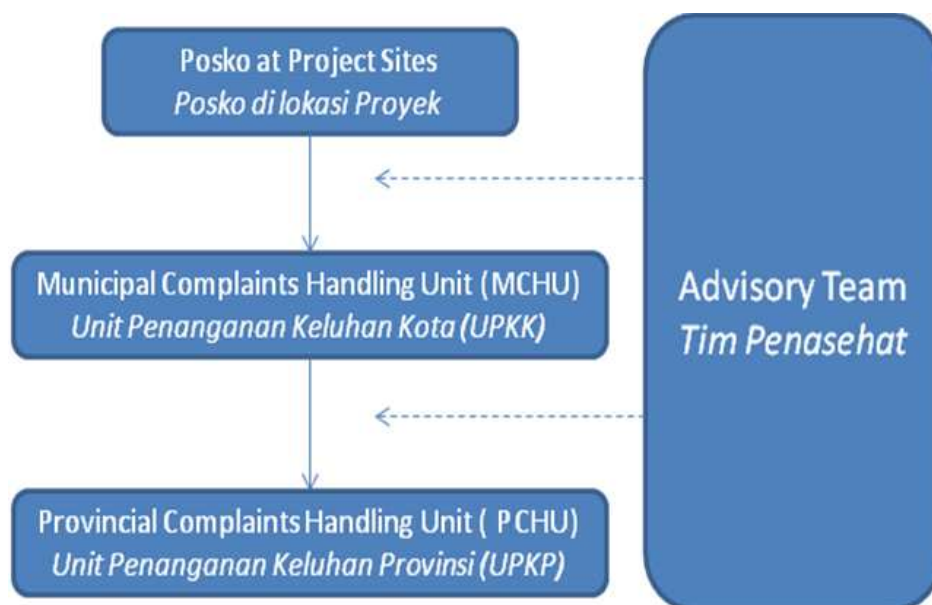 Posko at Project Sites
Posko di lokasi Proyek
Municipal Complaints Handling Unit (MCHU)
Unit Penanganan Keluhan Kota (UPKK)
Provincial Complaints Handling Unit ( PCHU)
Unit Penanganan Keluhan Provinsi (UPKP)
Advisory Team
Tim Penasehat